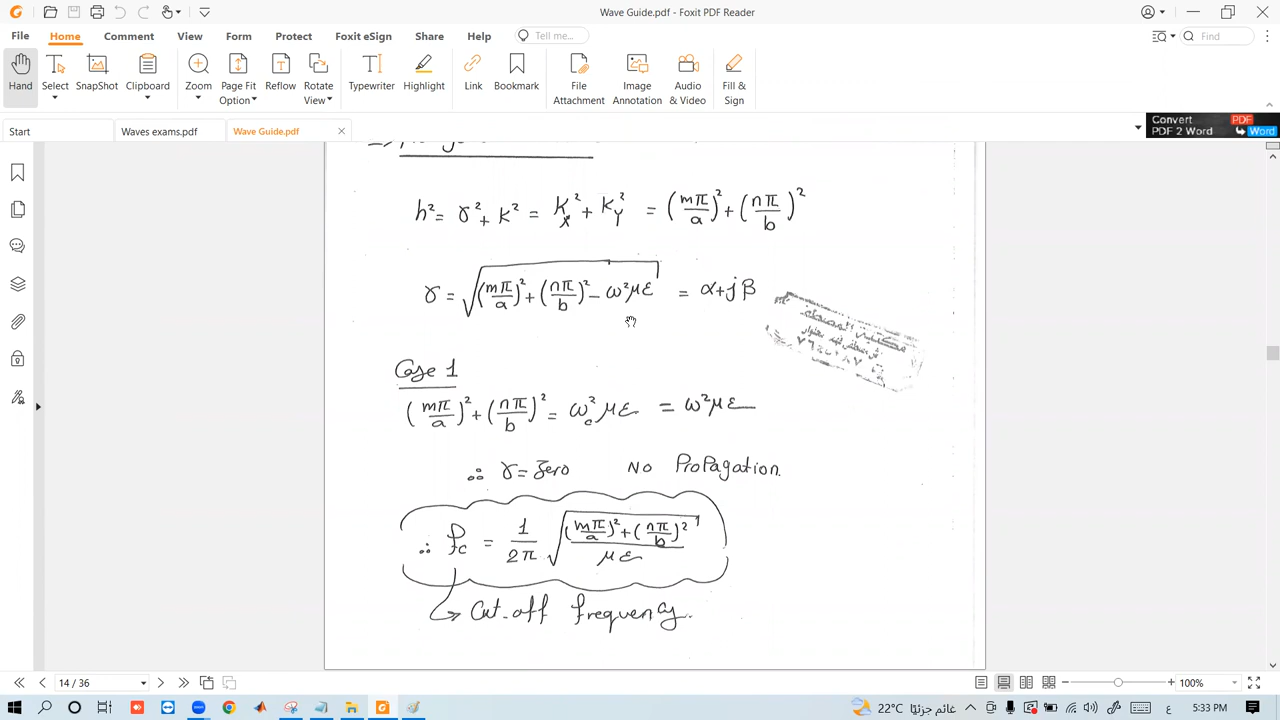 Wave Guide.pdf - Foxit PDF Reader
File Home Comment View Form Protect Foxit eSign Share Help Tell me... Find
Hand Select SnapShot Clipboard Zoom Page Fit Option Reflow Rotate View Typewriter Highlight Link Bookmark File Attachment Image Annotation Audio & Video Fill & Sign
Start Waves exams.pdf Wave Guide.pdf
Convert PDF
PDF 2 Word Word
h² = γ² + K² = Kx² + Ky² = (mπ/a)² + (nπ/b)²
γ = √((mπ/a)² + (nπ/b)² - ω²με) = α + jβ
Case 1
(mπ/a)² + (nπ/b)² = ωc²με = ω²με
∴ γ = Zero No Propagation.
∴ fc = 1/2π √(((mπ/a)² + (nπ/b)²)/με)
↳ Cut-off frequency.
14 / 36 100%
22°C غائم جزئيًا ع 5:33 PM